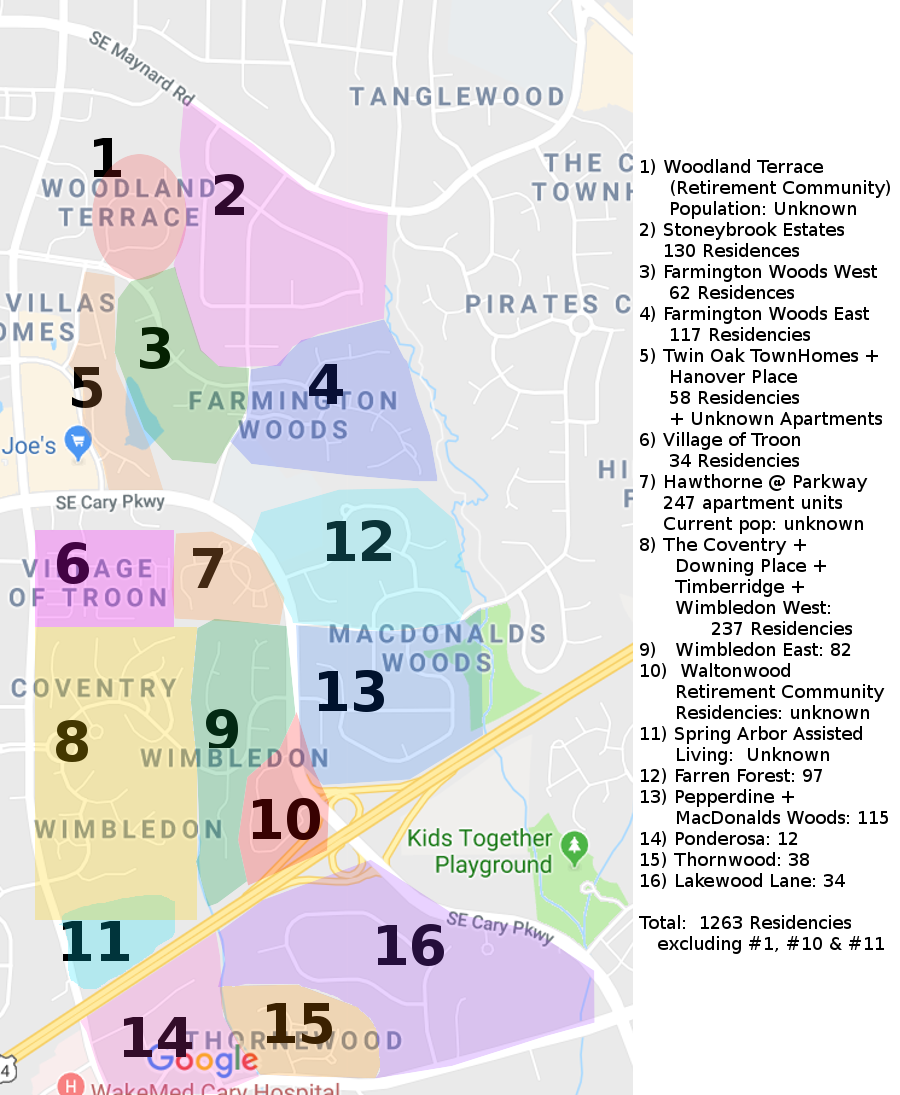 SE Maynard Rd
TANGLEWOOD
1
THE C
TOWNH
WOODLAND
TERRACE
2
VILLAS
OMES
PIRATES C
3
4
5
FARMINGTON
WOODS
Joe's
HI
F
SE Cary Pkwy
12
6
7
VILLAGE
OF TROON
MACDONALDS
WOODS
COVENTRY
13
8
9
WIMBLEDON
10
WIMBLEDON
Kids Together
Playground
11
SE Cary Pkwy
16
14
15
THORNEWOOD
Google
4
H
WakeMed Cary Hospital
1) Woodland Terrace
(Retirement Community)
Population: Unknown
2) Stoneybrook Estates
130 Residences
3) Farmington Woods West
62 Residences
4) Farmington Woods East
117 Residencies
5) Twin Oak TownHomes +
Hanover Place
58 Residencies
+ Unknown Apartments
6) Village of Troon
34 Residencies
7) Hawthorne @ Parkway
247 apartment units
Current pop: unknown
8) The Coventry +
Downing Place +
Timberridge +
Wimbledon West:
237 Residencies
9) Wimbledon East: 82
10) Waltonwood
Retirement Community
Residencies: unknown
11) Spring Arbor Assisted
Living: Unknown
12) Farren Forest: 97
13) Pepperdine +
MacDonalds Woods: 115
14) Ponderosa: 12
15) Thornwood: 38
16) Lakewood Lane: 34
Total: 1263 Residencies
excluding #1, #10 & #11